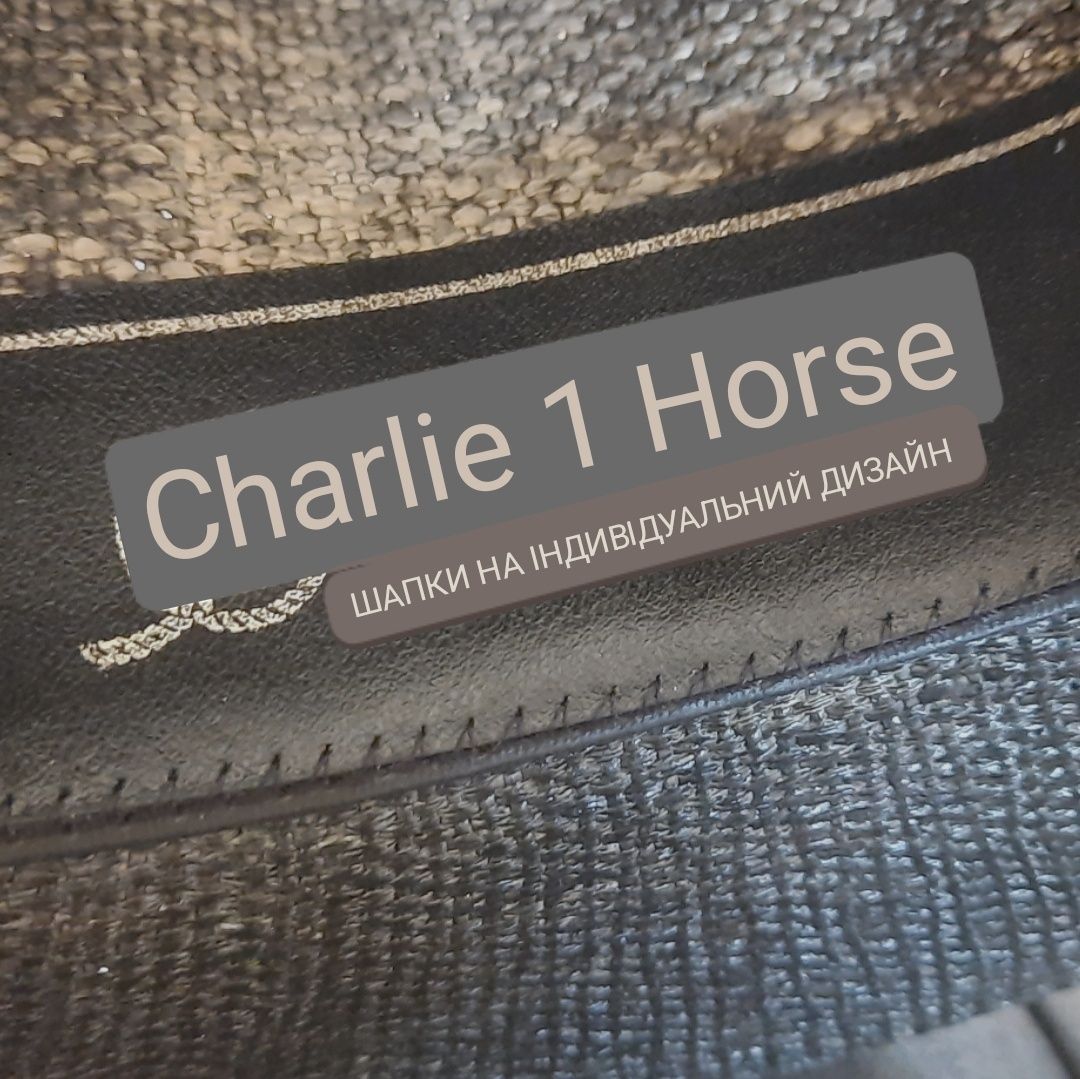 Charlie 1 Horse
ШАПКИ НА ІНДИВІДУАЛЬНИЙ ДИЗАЙН